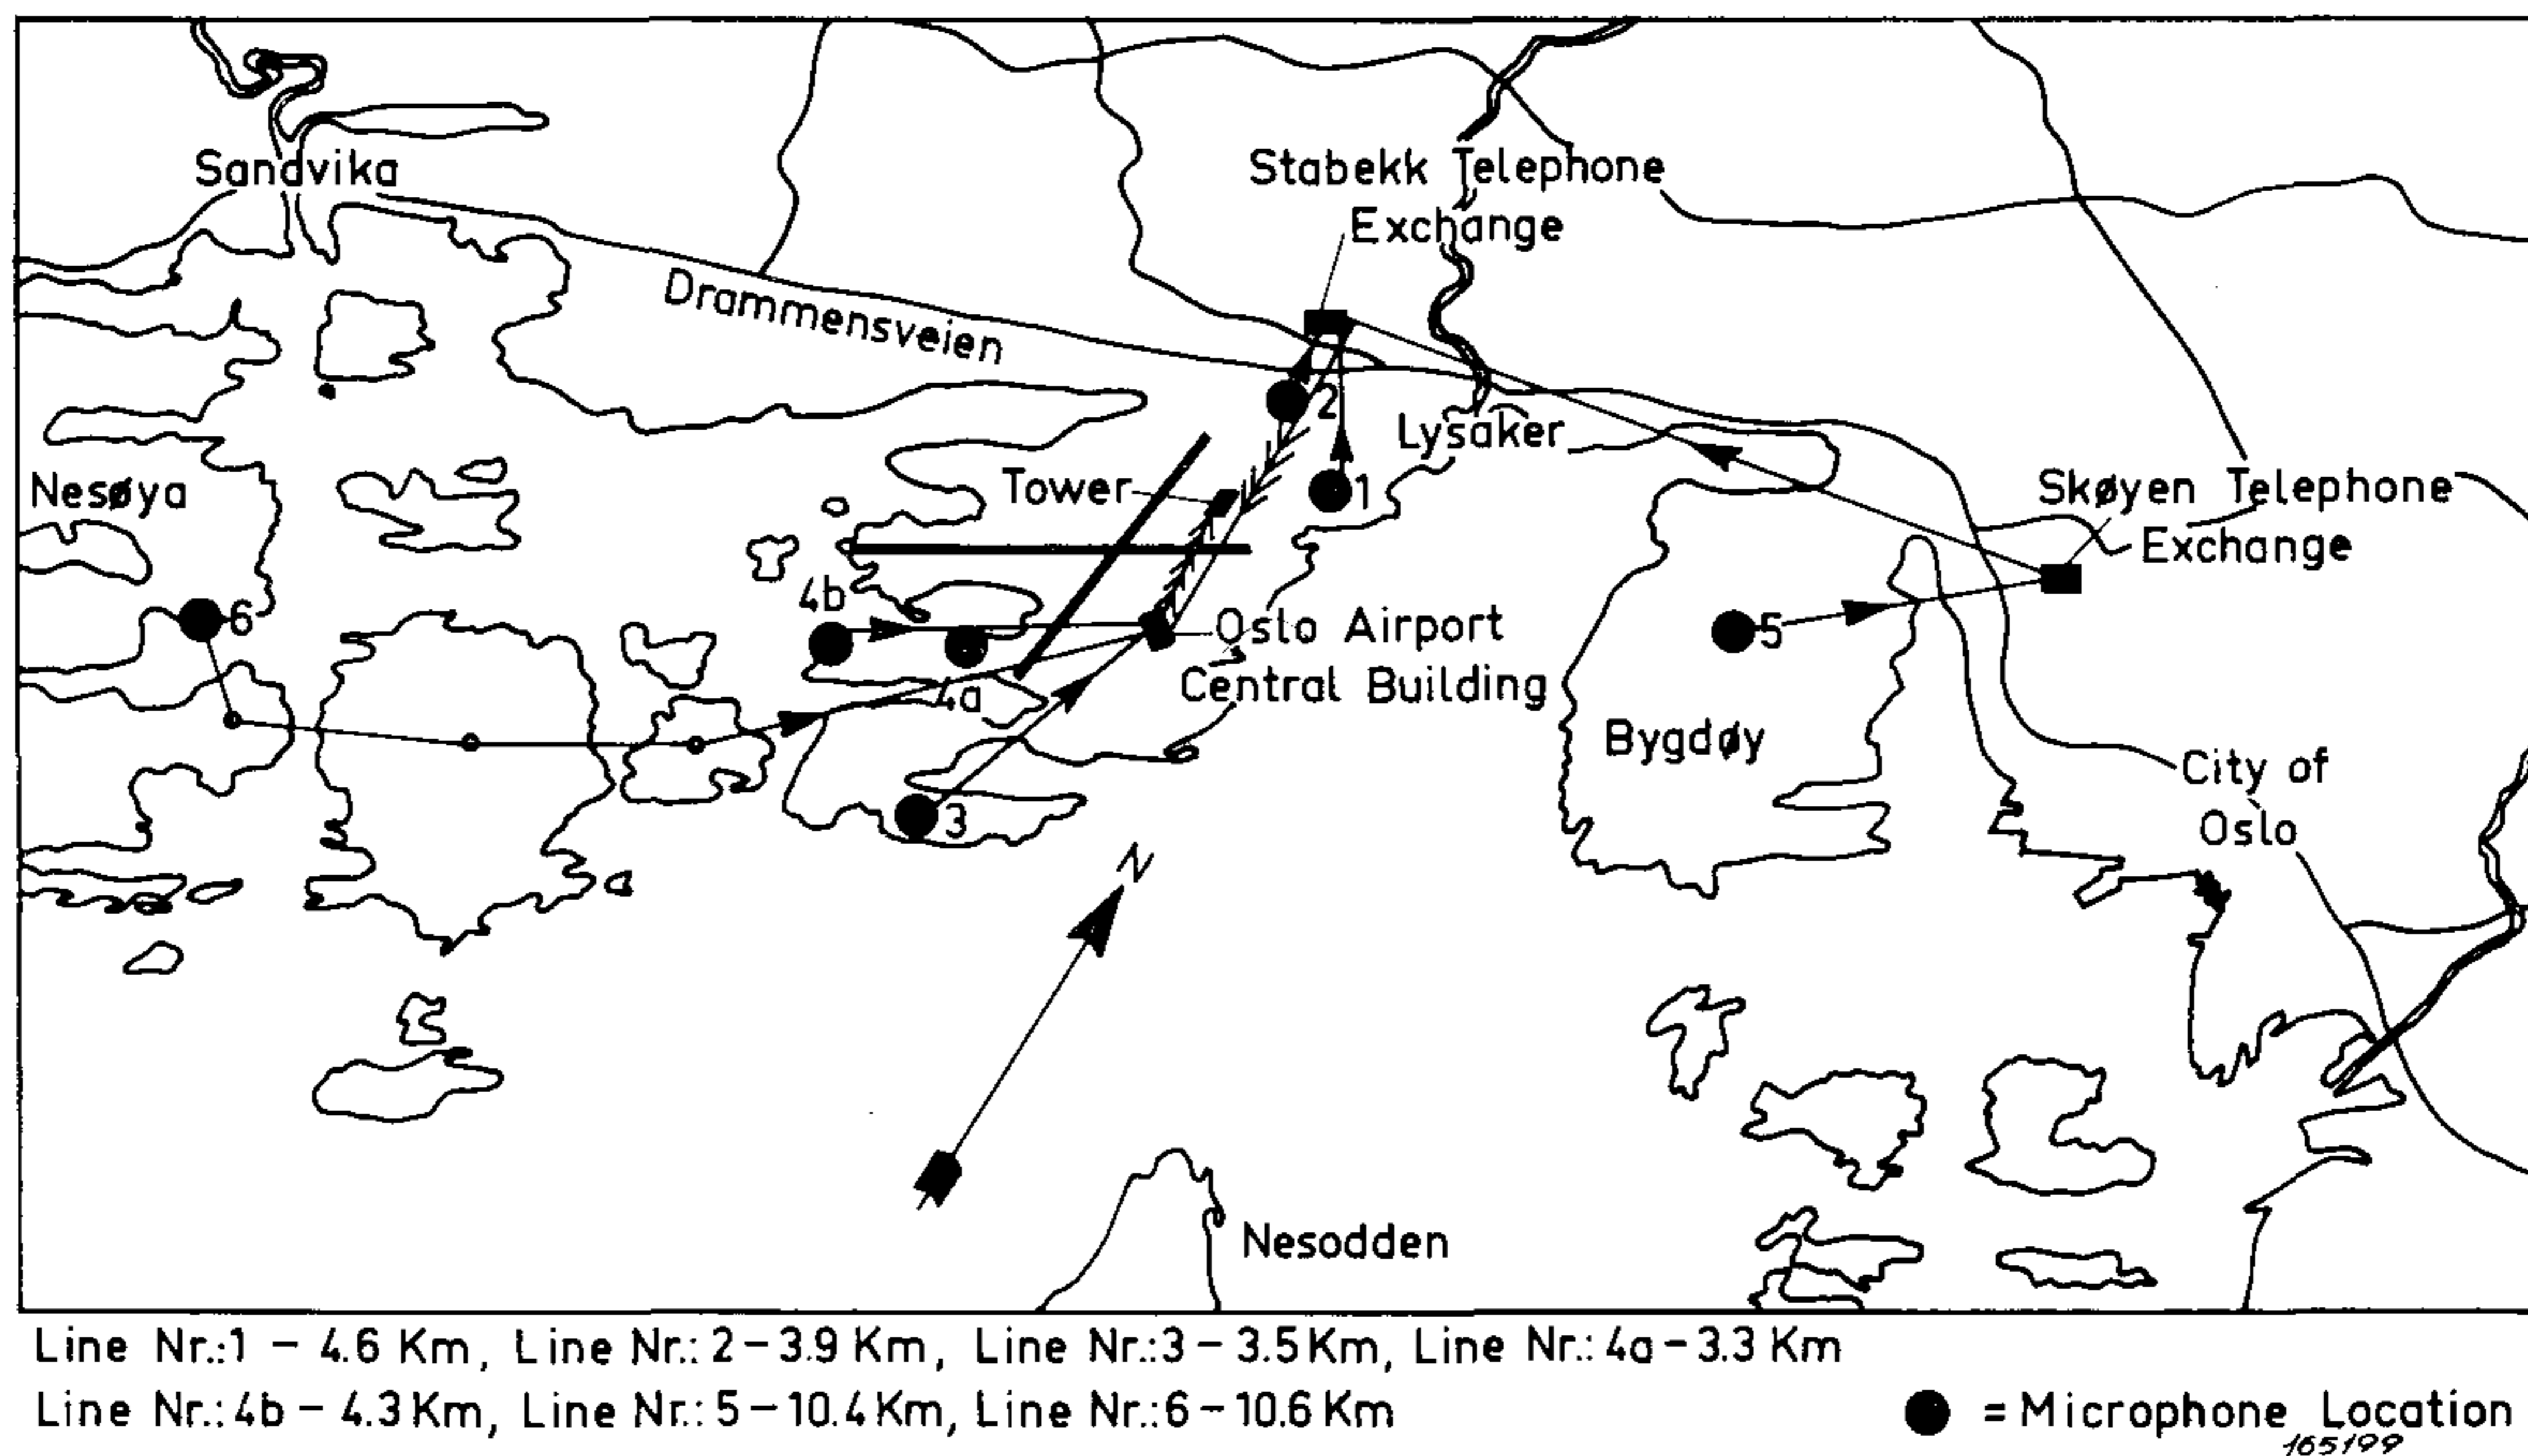 Sandvika
Stabekk Telephone
Exchange
Drammensveien
2
Lysaker
1
Tower
Nesøya
Skøyen Telephone
Exchange
4b
6
5
Oslo Airport
Central Building
4a
Bygdøy
City of
Oslo
3
N
Nesodden
Line Nr.:1 – 4.6 Km, Line Nr.: 2 – 3.9 Km, Line Nr.:3 – 3.5 Km, Line Nr.: 4a – 3.3 Km
Line Nr.: 4b – 4.3 Km, Line Nr.: 5 – 10.4 Km, Line Nr.:6 – 10.6 Km
= Microphone Location
165199